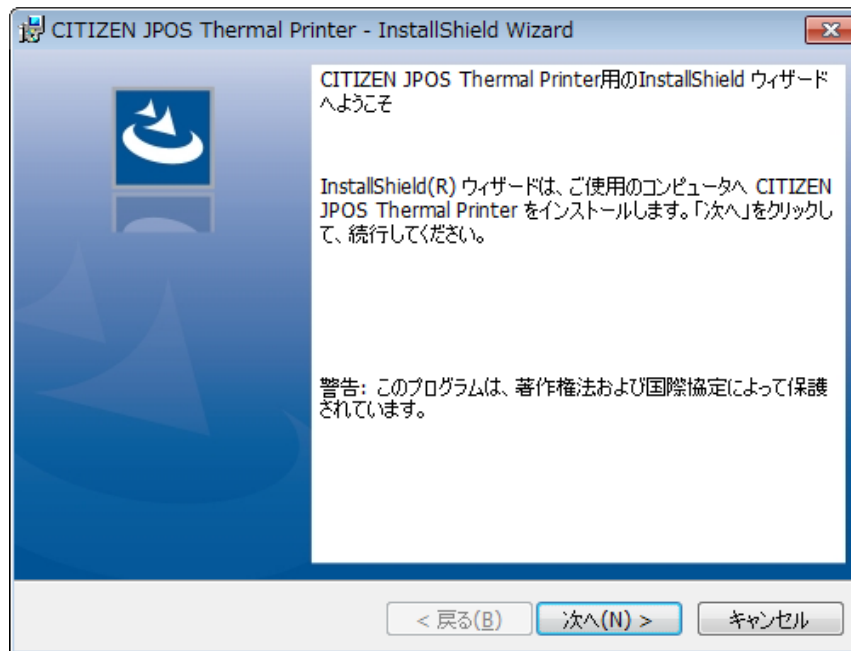 CITIZEN JPOS Thermal Printer - InstallShield Wizard
CITIZEN JPOS Thermal Printer用のInstallShield ウィザード
へようこそ
InstallShield(R) ウィザードは、ご使用のコンピュータへ CITIZEN
JPOS Thermal Printer をインストールします。「次へ」をクリックし
て、続行してください。
警告: このプログラムは、著作権法および国際協定によって保護
されています。
< 戻る(B)
次へ(N) >
キャンセル